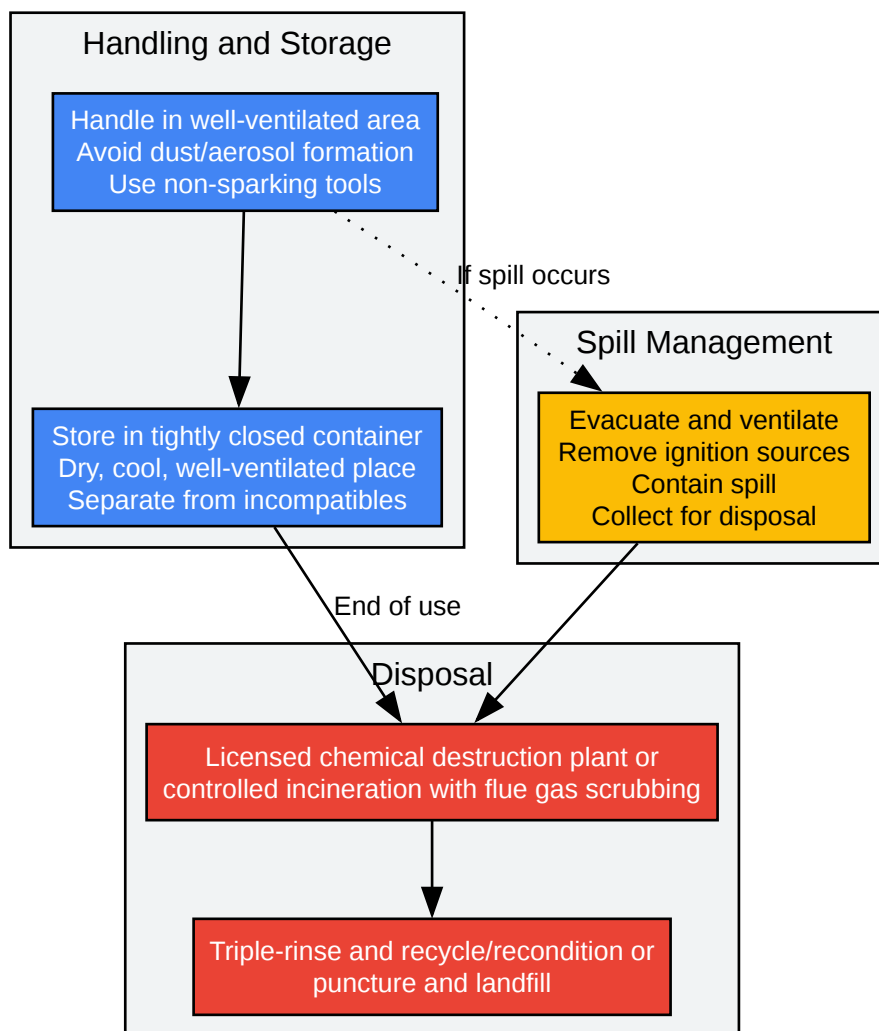 Handling and Storage
Handle in well-ventilated area
Avoid dust/aerosol formation
Use non-sparking tools
If spill occurs
Spill Management
Store in tightly closed container
Dry, cool, well-ventilated place
Separate from incompatibles
Evacuate and ventilate
Remove ignition sources
Contain spill
Collect for disposal
End of use
Disposal
Licensed chemical destruction plant or
controlled incineration with flue gas scrubbing
Triple-rinse and recycle/recondition or
puncture and landfill